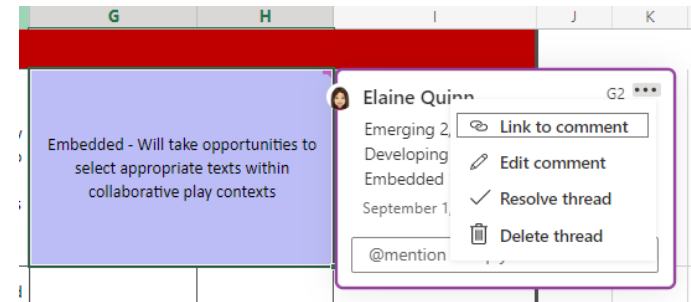 G H I J K
Embedded - Will take opportunities to
select appropriate texts within
collaborative play contexts
Elaine Quinn
G2
Emerging 2,
Developing
Embedded
September 1,
@mention
Link to comment
Edit comment
Resolve thread
Delete thread